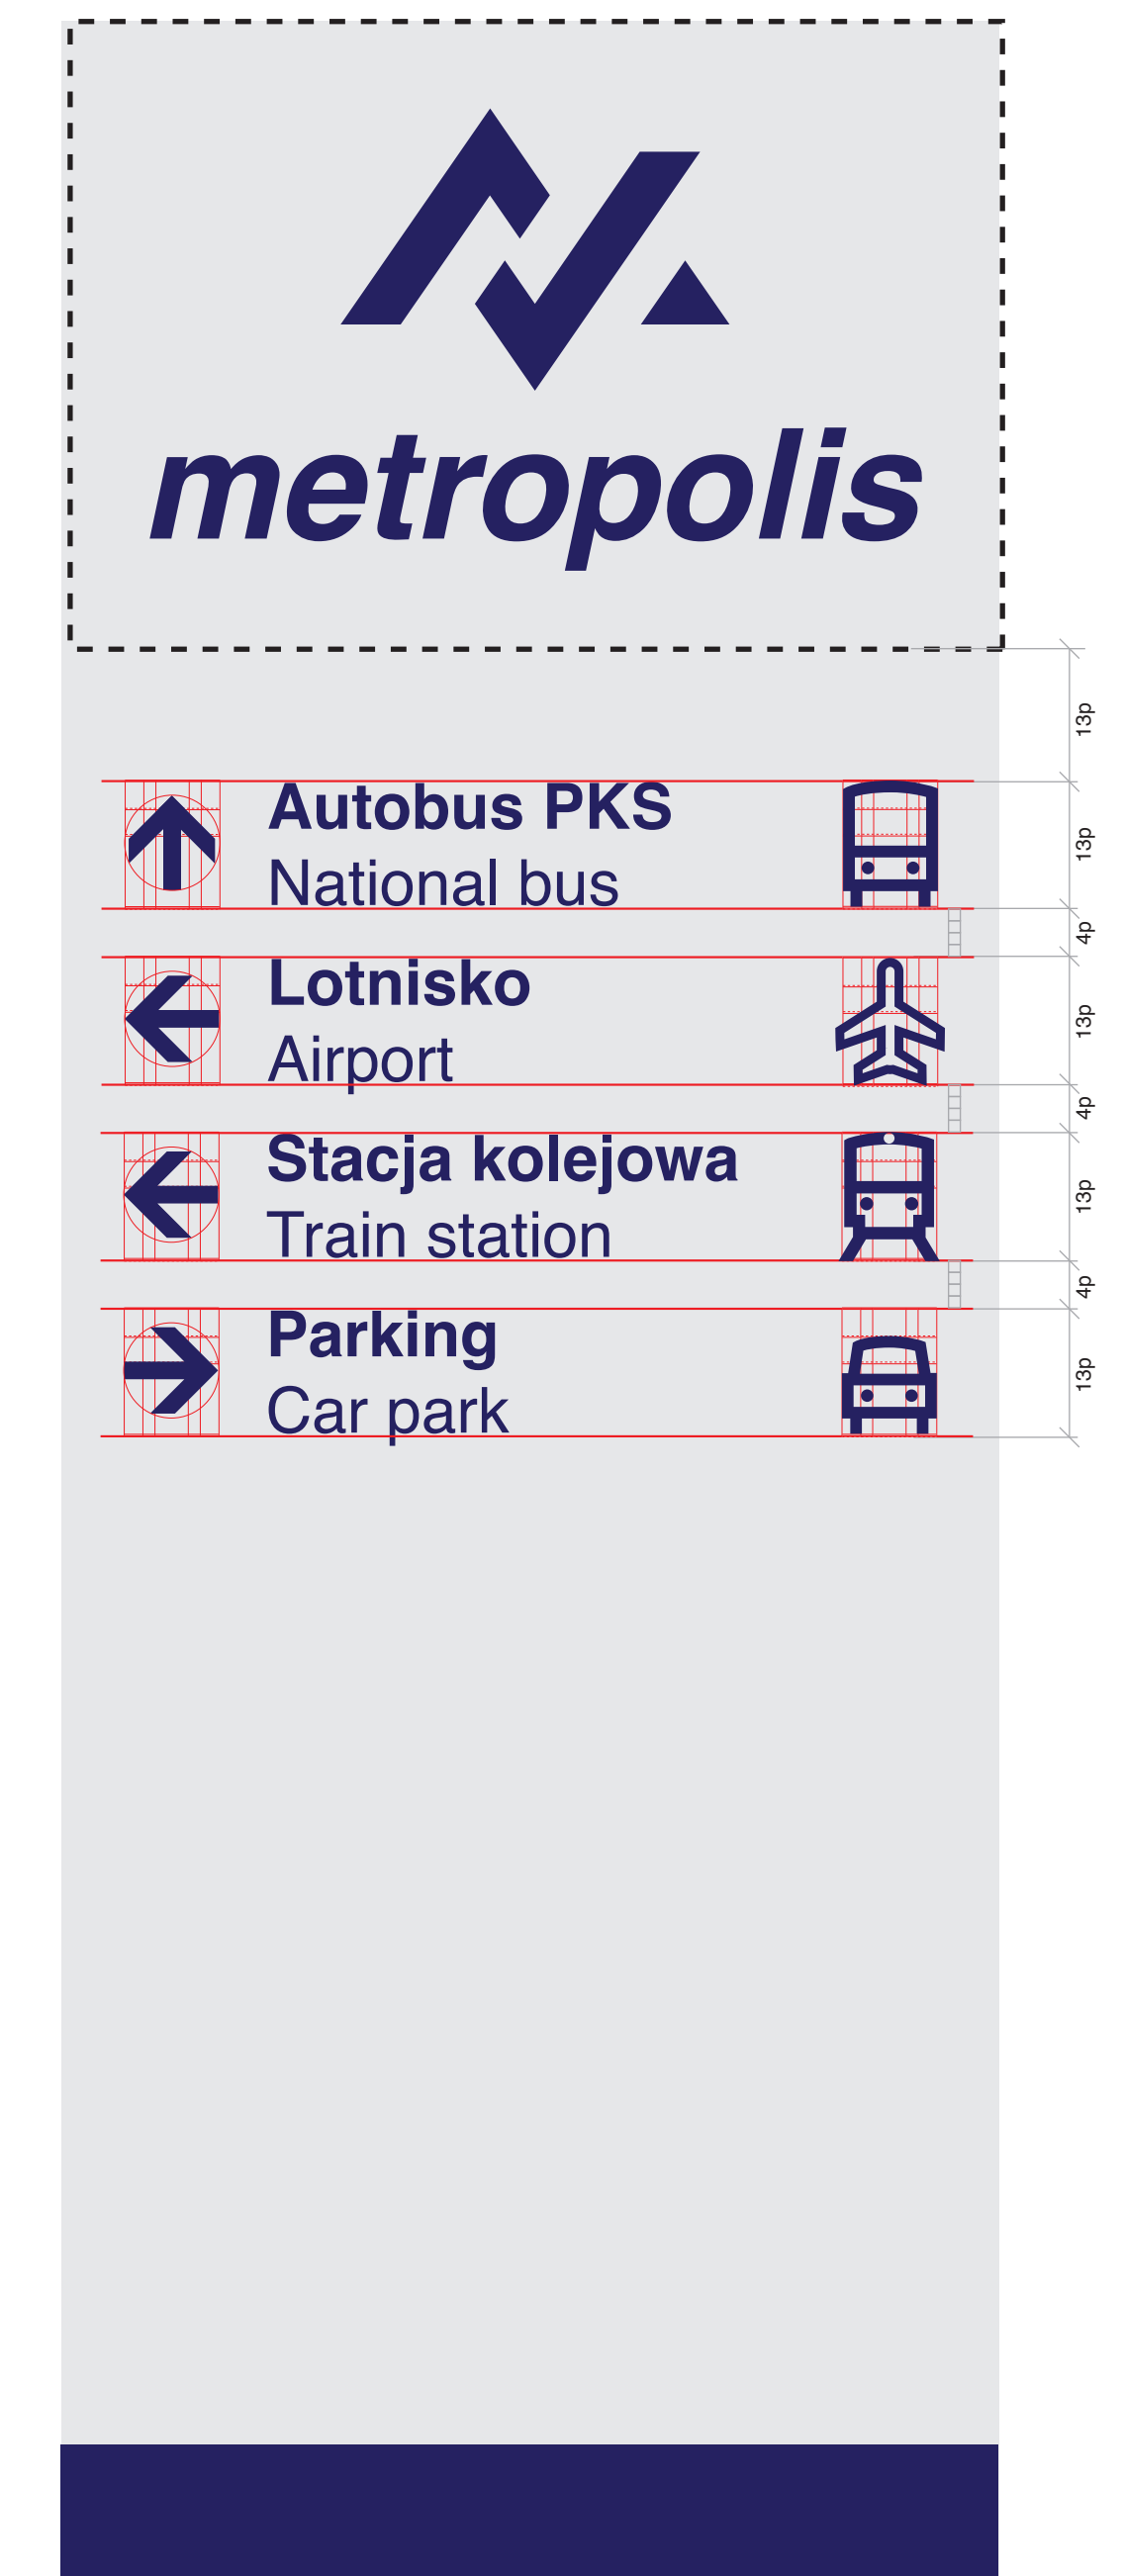 metropolis
13p
Autobus PKS
National bus
13p
4p
Lotnisko
Airport
13p
4p
Stacja kolejowa
Train station
13p
4p
Parking
Car park
13p